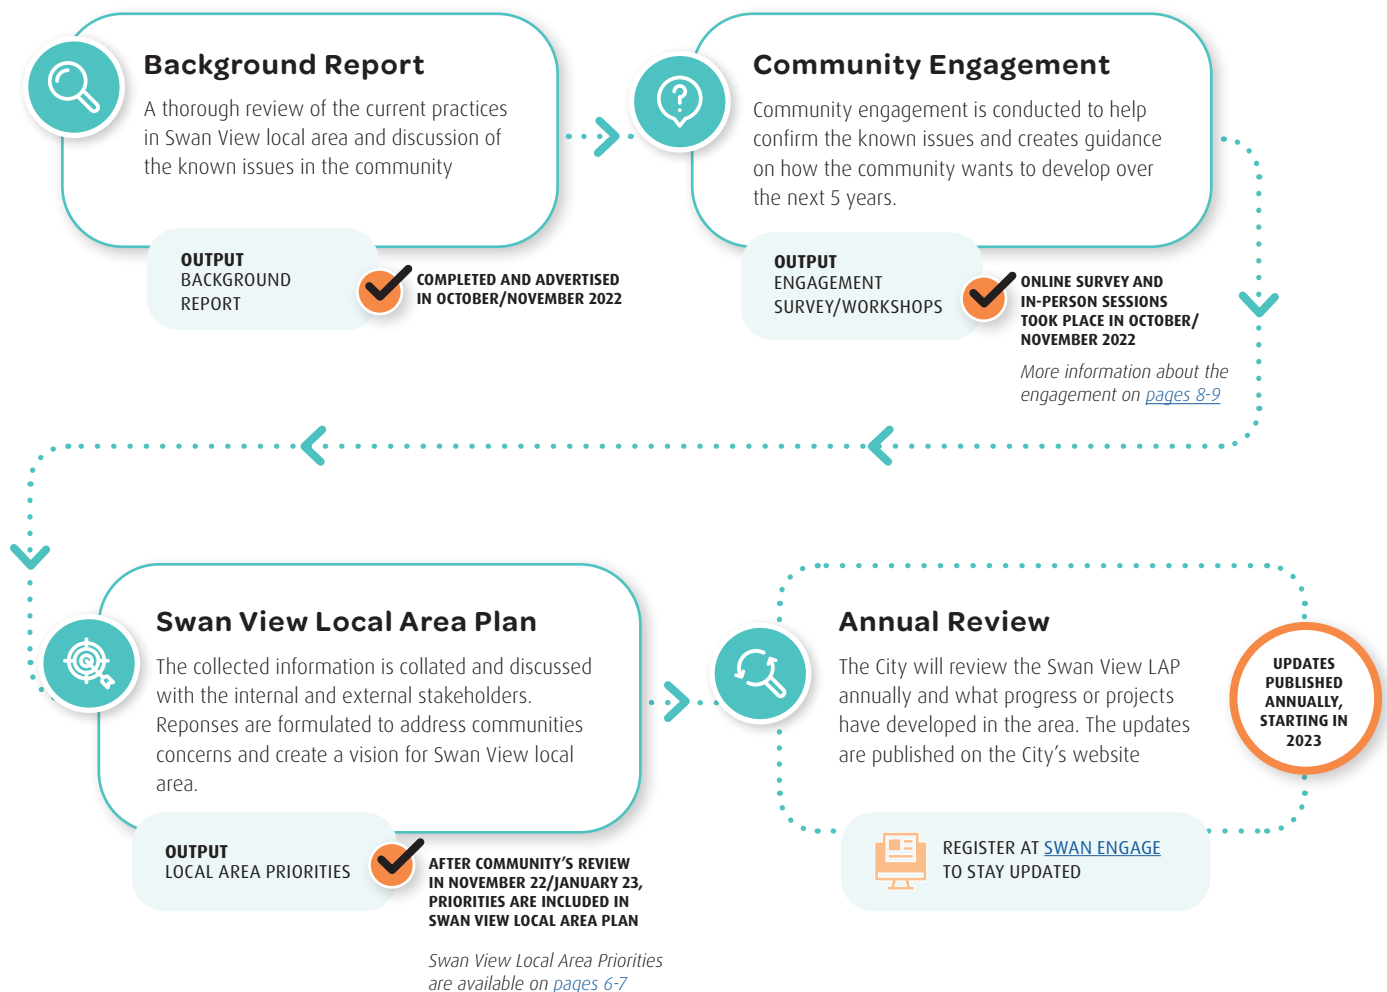 Background Report
A thorough review of the current practices
in Swan View local area and discussion of
the known issues in the community
OUTPUT
BACKGROUND
REPORT
COMPLETED AND ADVERTISED
IN OCTOBER/NOVEMBER 2022
Community Engagement
Community engagement is conducted to help
confirm the known issues and creates guidance
on how the community wants to develop over
the next 5 years.
OUTPUT
ENGAGEMENT
SURVEY/WORKSHOPS
ONLINE SURVEY AND
IN-PERSON SESSIONS
TOOK PLACE IN OCTOBER/
NOVEMBER 2022
More information about the
engagement on pages 8-9
Swan View Local Area Plan
The collected information is collated and discussed
with the internal and external stakeholders.
Reponses are formulated to address communities
concerns and create a vision for Swan View local
area.
OUTPUT
LOCAL AREA PRIORITIES
AFTER COMMUNITY'S REVIEW
IN NOVEMBER 22/JANUARY 23,
PRIORITIES ARE INCLUDED IN
SWAN VIEW LOCAL AREA PLAN
Swan View Local Area Priorities
are available on pages 6-7
Annual Review
The City will review the Swan View LAP
annually and what progress or projects
have developed in the area. The updates
are published on the City's website
UPDATES
PUBLISHED
ANNUALLY,
STARTING IN
2023
REGISTER AT SWAN ENGAGE
TO STAY UPDATED